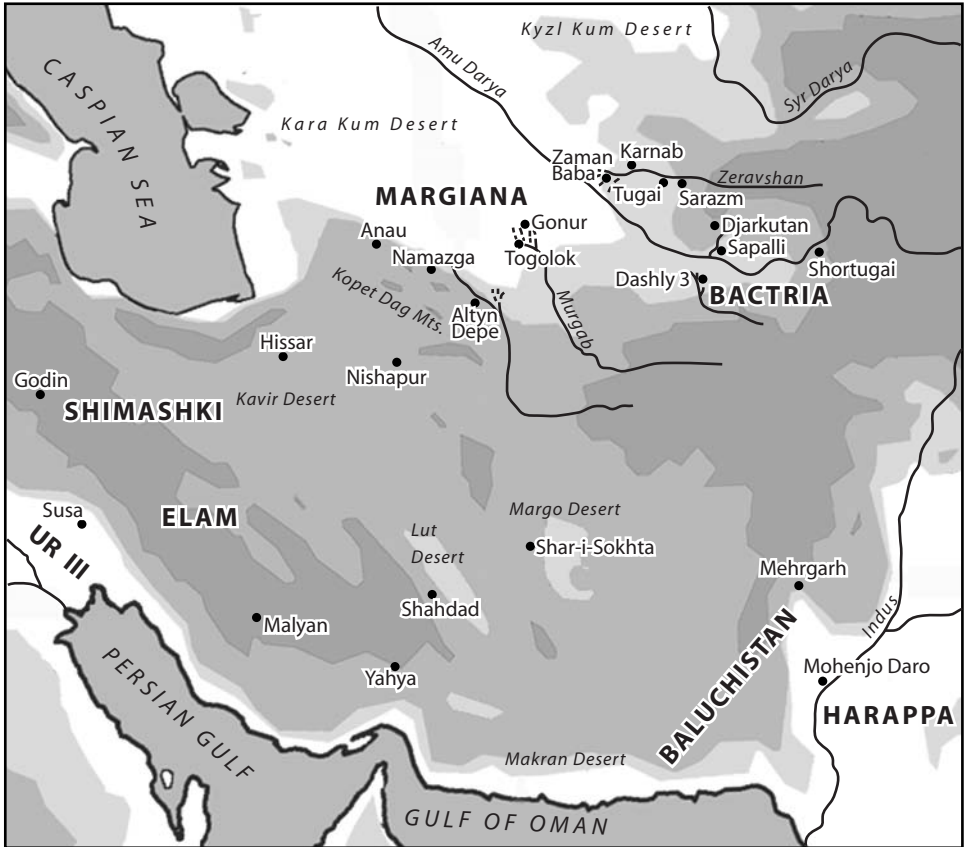 Kyzl Kum Desert
Amu Darya
Syr Darya
CASPIAN SEA
Kara Kum Desert
Zaman
Baba
Karnab
Zeravshan
Tugai
Sarazm
MARGIANA
Gonur
Djarkutan
Anau
Togolok
Sapalli
Namazga
Shortugai
Dashly 3
BACTRIA
Kopet Dag Mts.
Altyn
Depe
Murgab
Hissar
Nishapur
Godin
Kavir Desert
SHIMASHKI
Susa
ELAM
Margo Desert
UR III
Lut
Desert
Shar-i-Sokhta
Mehrgarh
Shahdad
Indus
Malyan
BALUCHISTAN
Yahya
Mohenjo Daro
PERSIAN GULF
HARAPPA
Makran Desert
GULF OF OMAN